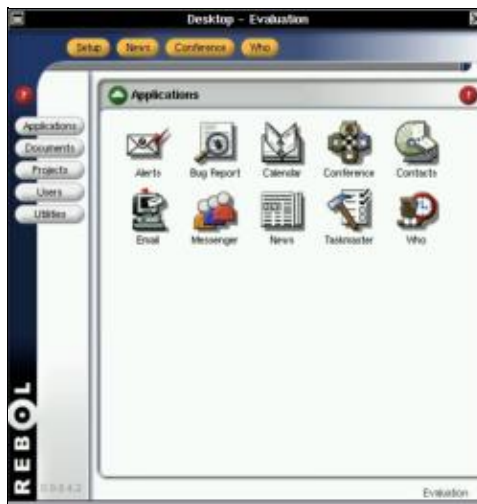 Desktop - Evaluation
Setup News Conference Who
Applications
Applications
Documents
Projects
Users
Utilities
Alerts Bug Report Calendar Conference Contacts
Email Messenger News Taskmaster Who
REBOL
Evaluation